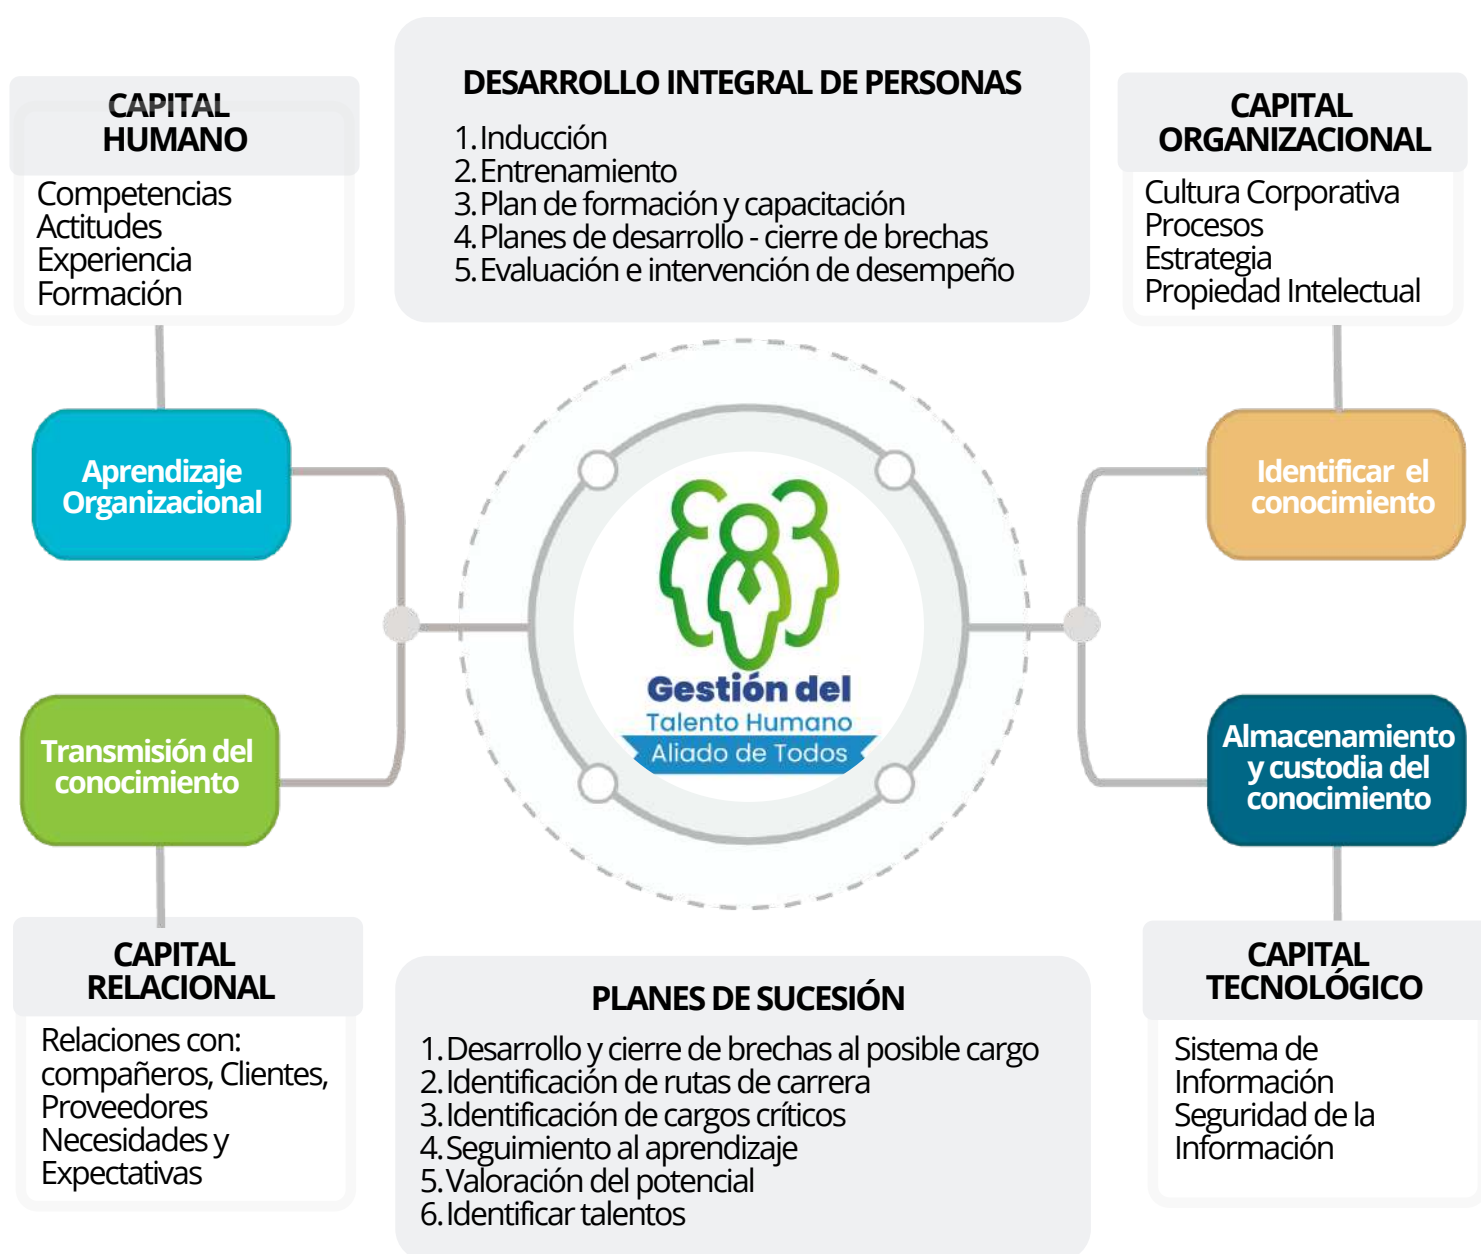 CAPITAL
HUMANO
Competencias
Actitudes
Experiencia
Formación
DESARROLLO INTEGRAL DE PERSONAS
1. Inducción
2. Entrenamiento
3. Plan de formación y capacitación
4. Planes de desarrollo - cierre de brechas
5. Evaluación e intervención de desempeño
CAPITAL
ORGANIZACIONAL
Cultura Corporativa
Procesos
Estrategia
Propiedad Intelectual
Aprendizaje
Organizacional
Identificar el
conocimiento
Gestión del
Talento Humano
Aliado de Todos
Transmisión del
conocimiento
Almacenamiento
y custodia del
conocimiento
CAPITAL
RELACIONAL
Relaciones con:
compañeros, Clientes,
Proveedores
Necesidades y
Expectativas
PLANES DE SUCESIÓN
1. Desarrollo y cierre de brechas al posible cargo
2. Identificación de rutas de carrera
3. Identificación de cargos críticos
4. Seguimiento al aprendizaje
5. Valoración del potencial
6. Identificar talentos
CAPITAL
TECNOLÓGICO
Sistema de
Información
Seguridad de la
Información